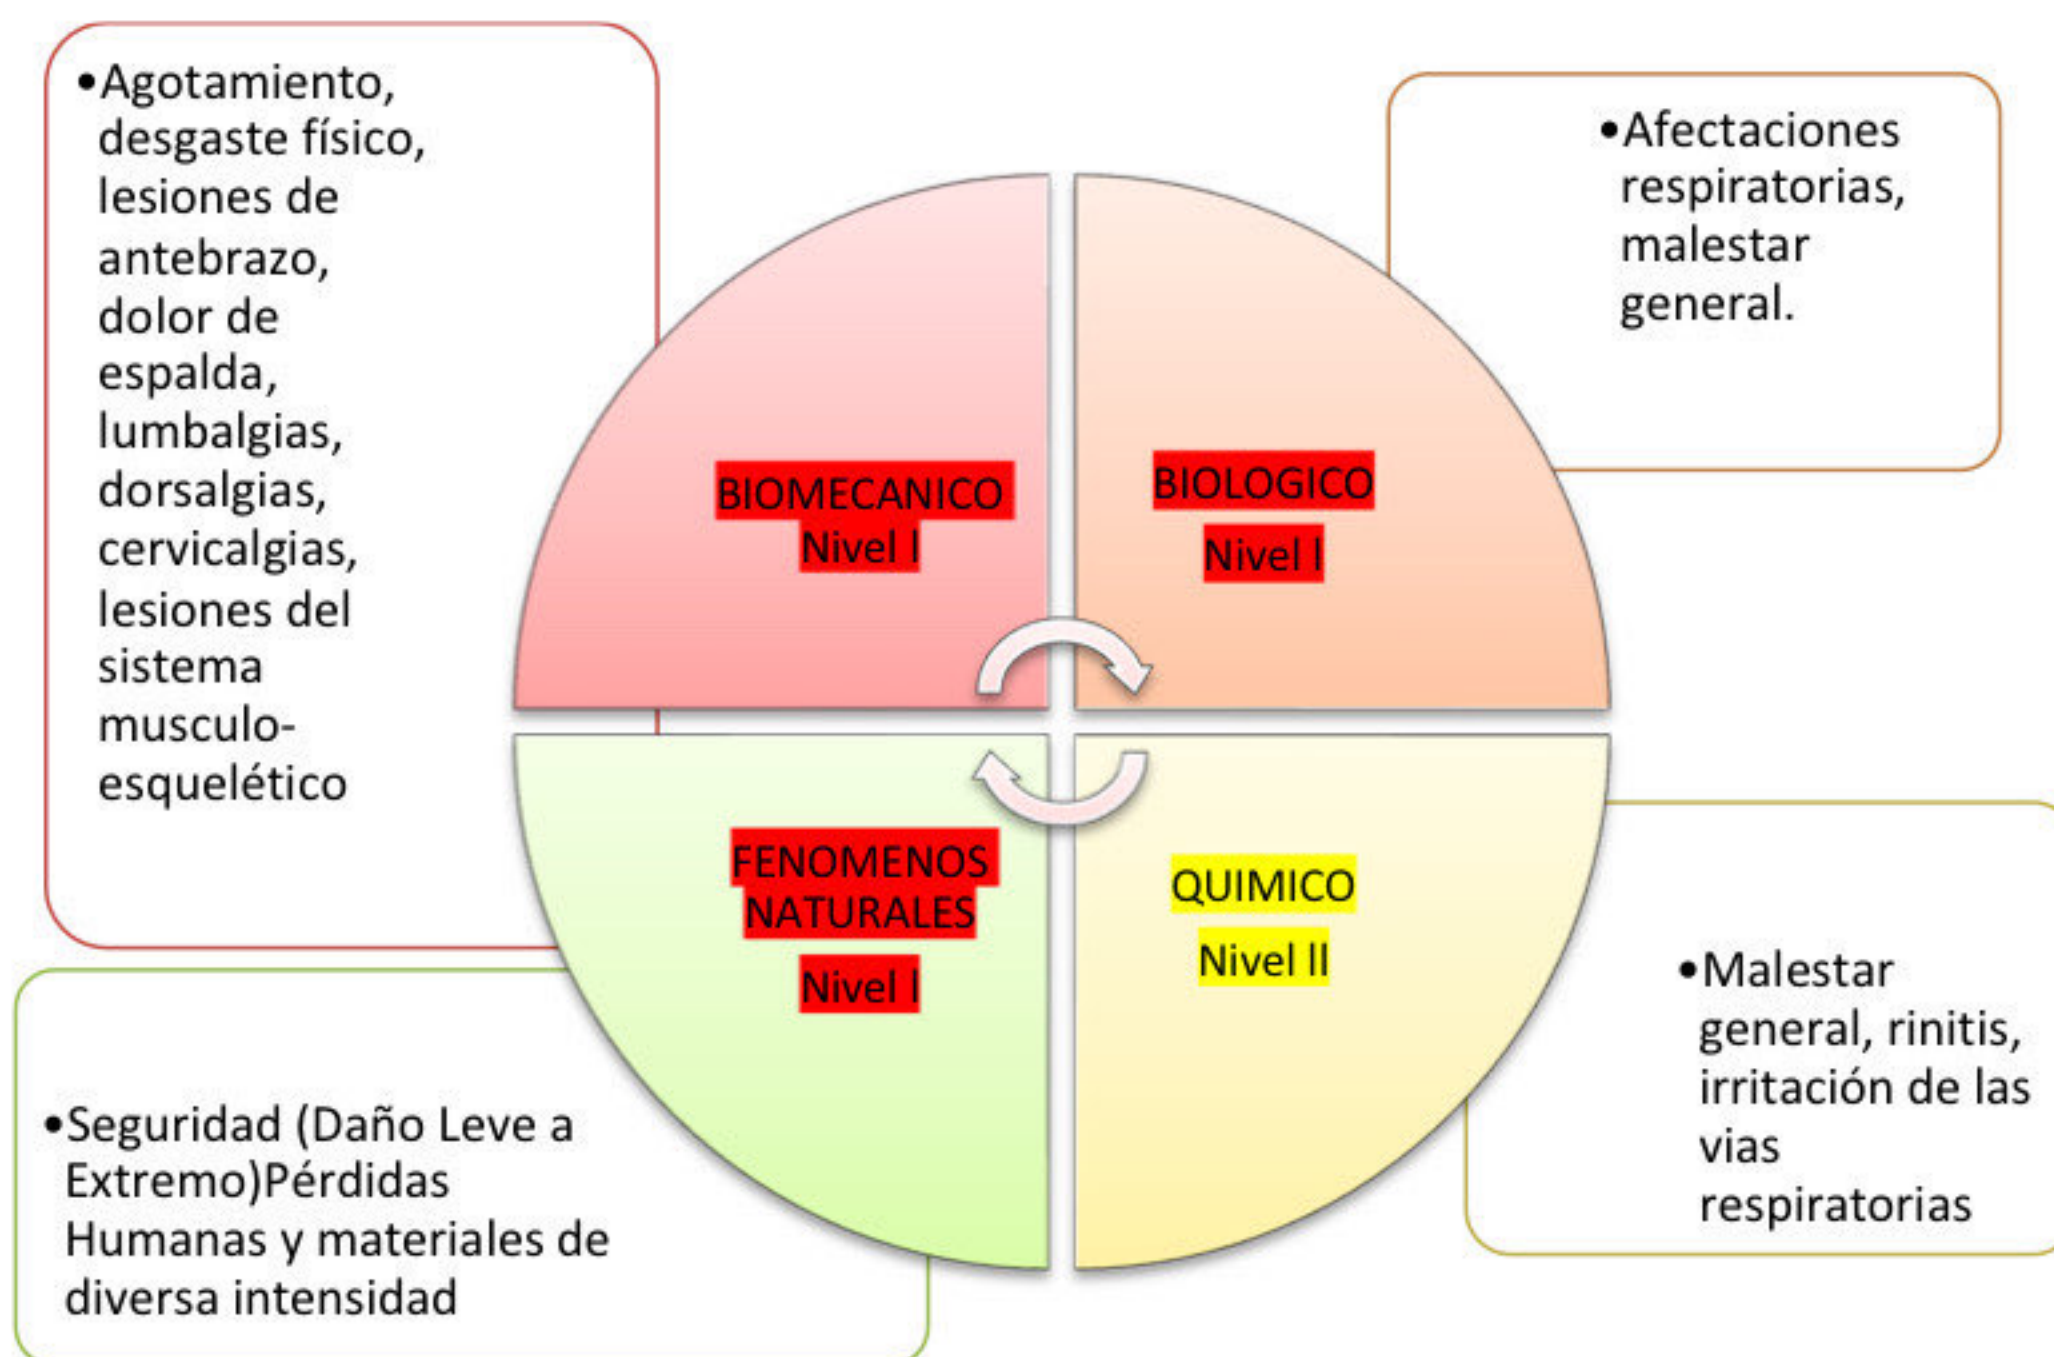 •Agotamiento,
desgaste físico,
lesiones de
antebrazo,
dolor de
espalda,
lumbalgias,
dorsalgias,
cervicalgias,
lesiones del
sistema
musculo-
esquelético
•Afectaciones
respiratorias,
malestar
general.
BIOMECANICO
Nivel I
BIOLOGICO
Nivel I
FENOMENOS
NATURALES
Nivel I
QUIMICO
Nivel II
•Seguridad (Daño Leve a
Extremo)Pérdidas
Humanas y materiales de
diversa intensidad
•Malestar
general, rinitis,
irritación de las
vias
respiratorias